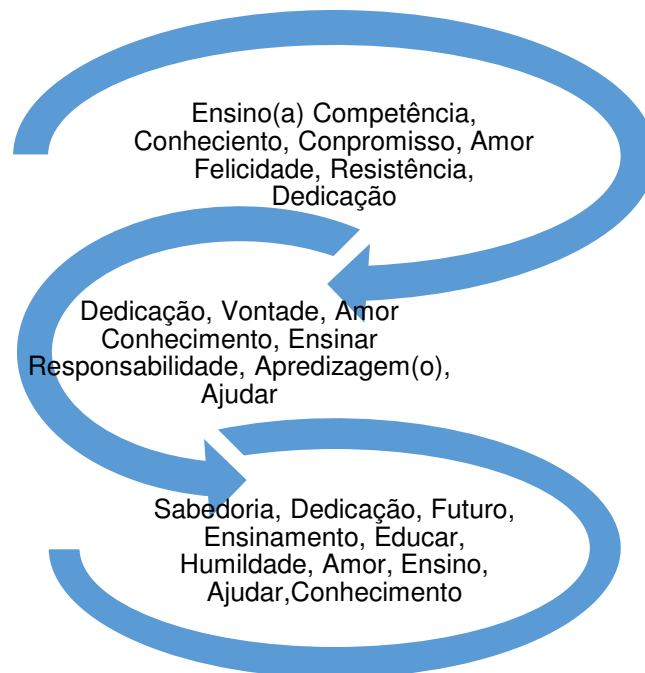 Ensino(a) Competência,
Conheciento, Conpromisso, Amor
Felicidade, Resistência,
Dedicação
Dedicação, Vontade, Amor
Conhecimento, Ensinar
Responsabilidade, Apredizagem(o),
Ajudar
Sabedoria, Dedicação, Futuro,
Ensinamento, Educar,
Humildade, Amor, Ensino,
Ajudar,Conhecimento